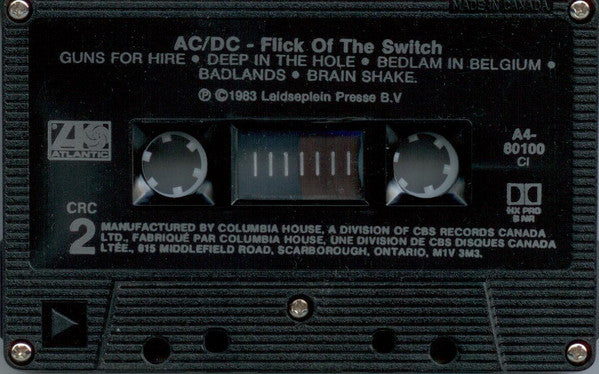 MADE IN CANADA
AC/DC - Flick Of The Switch
GUNS FOR HIRE • DEEP IN THE HOLE • BEDLAM IN BELGIUM •
BADLANDS • BRAIN SHAKE.
Ⓟ ©1983 Leidseplein Presse B.V
ATLANTIC
A4-
80100
CI
HX PRO
B NR
CRC
2
MANUFACTURED BY COLUMBIA HOUSE, A DIVISION OF CBS RECORDS CANADA
LTD., FABRIQUÉ PAR COLUMBIA HOUSE, UNE DIVISION DE CBS DISQUES CANADA
LTÉE., 615 MIDDLEFIELD ROAD, SCARBOROUGH, ONTARIO, M1V 3M3.